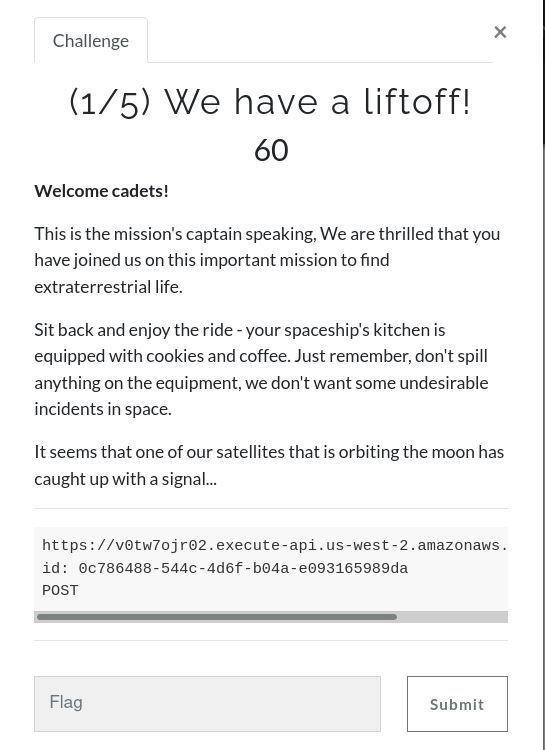 Challenge
×
(1/5) We have a liftoff!
60
Welcome cadets!
This is the mission's captain speaking, We are thrilled that you
have joined us on this important mission to find
extraterrestrial life.
Sit back and enjoy the ride - your spaceship's kitchen is
equipped with cookies and coffee. Just remember, don't spill
anything on the equipment, we don't want some undesirable
incidents in space.
It seems that one of our satellites that is orbiting the moon has
caught up with a signal...
https://v0tw7ojr02.execute-api.us-west-2.amazonaws.
id: 0c786488-544c-4d6f-b04a-e093165989da
POST
Flag
Submit